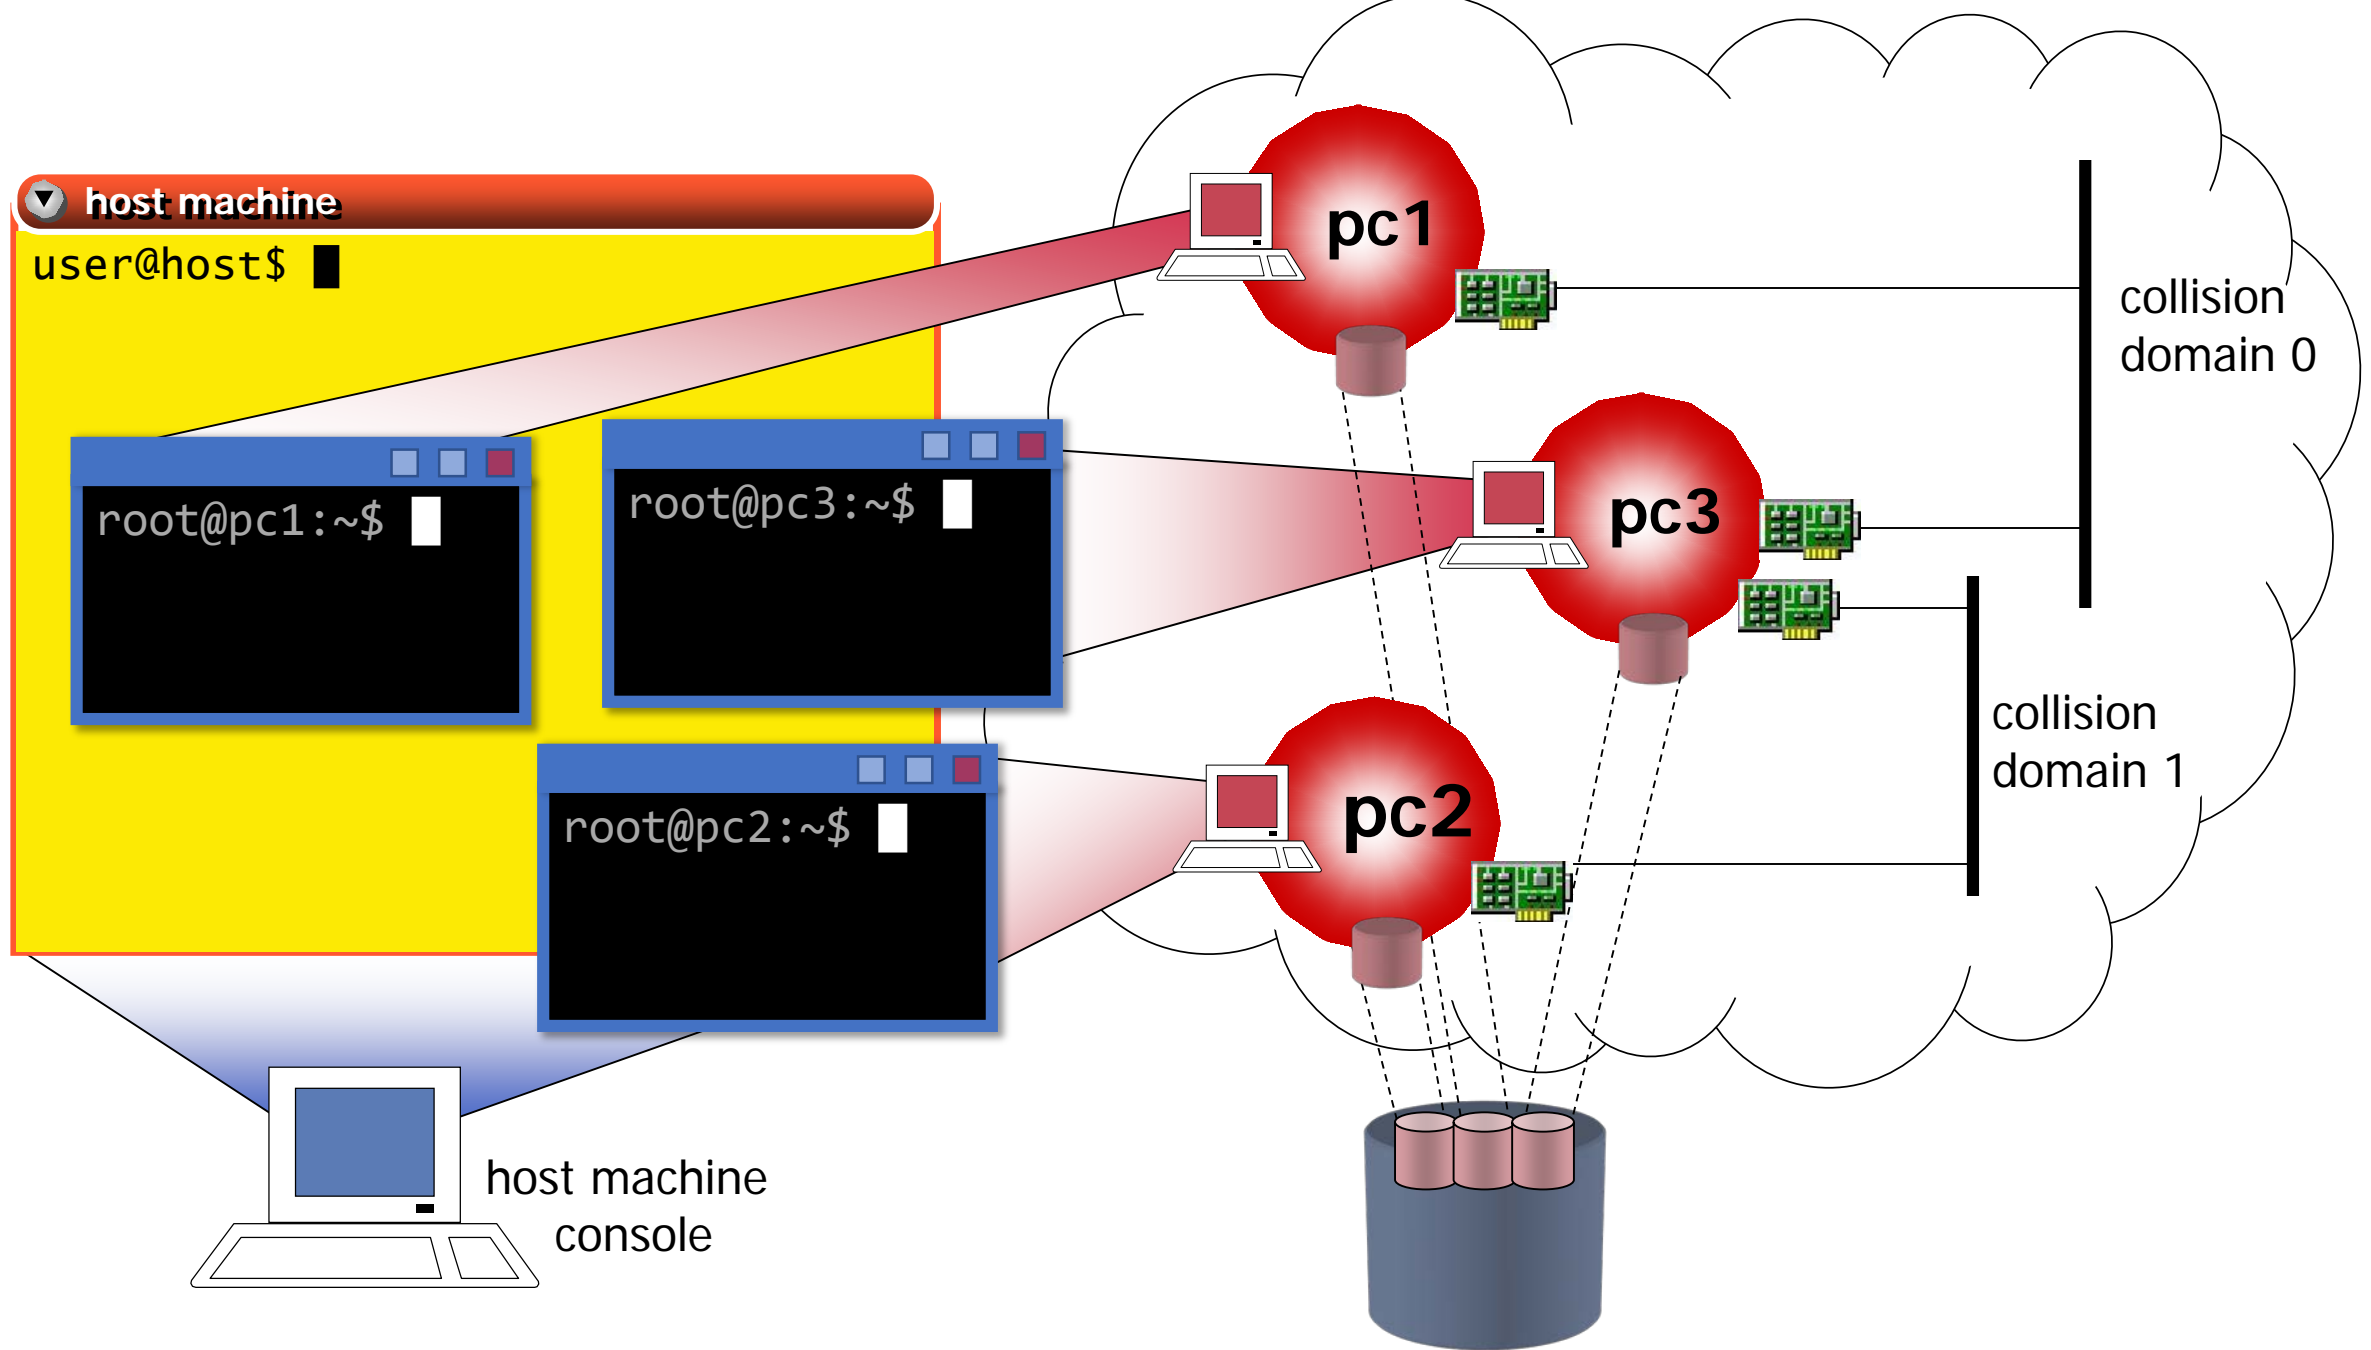 host machine
user@host$
root@pc1:~$
root@pc3:~$
root@pc2:~$
host machine
console
pc1
pc3
pc2
collision
domain 0
collision
domain 1